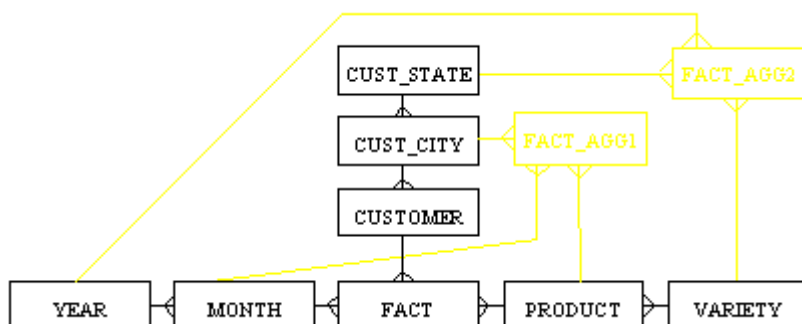 CUST_STATE
FACT_AGG2
CUST_CITY
FACT_AGG1
CUSTOMER
YEAR
MONTH
FACT
PRODUCT
VARIETY